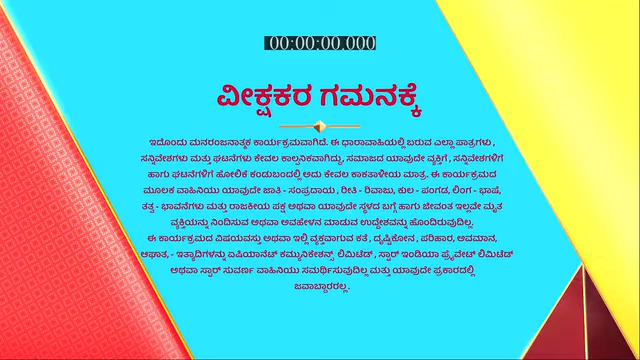 00:00:00.000
ವೀಕ್ಷಕರ ಗಮನಕ್ಕೆ
ಇದೊಂದು ಮನರಂಜನಾತ್ಮಕ ಕಾರ್ಯಕ್ರಮವಾಗಿದೆ. ಈ ಧಾರಾವಾಹಿಯಲ್ಲಿ ಬರುವ ಎಲ್ಲಾ ಪಾತ್ರಗಳು ,
ಸನ್ನಿವೇಶಗಳು ಮತ್ತು ಘಟನೆಗಳು ಕೇವಲ ಕಾಲ್ಪನಿಕವಾಗಿದ್ದು, ಸಮಾಜದ ಯಾವುದೇ ವ್ಯಕ್ತಿಗೆ , ಸನ್ನಿವೇಶಗಳಿಗೆ
ಹಾಗು ಘಟನೆಗಳಿಗೆ ಹೋಲಿಕೆ ಕಂಡುಬಂದಲ್ಲಿ ಅದು ಕೇವಲ ಕಾಕತಾಳೀಯ ಮಾತ್ರ. ಈ ಕಾರ್ಯಕ್ರಮದ
ಮೂಲಕ ವಾಹಿನಿಯು ಯಾವುದೇ ಜಾತಿ - ಸಂಪ್ರದಾಯ , ರೀತಿ - ರಿವಾಜು, ಕುಲ - ಪಂಗಡ, ಲಿಂಗ - ಭಾಷೆ,
ತತ್ವ - ಭಾವನೆಗಳು ಮತ್ತು ರಾಜಕೀಯ ಪಕ್ಷ ಅಥವಾ ಯಾವುದೇ ಸ್ಥಳದ ಬಗ್ಗೆ ಹಾಗು ಜೀವಂತ ಇಲ್ಲವೇ ಮೃತ
ವ್ಯಕ್ತಿಯನ್ನು ನಿಂದಿಸುವ ಅಥವಾ ಅವಹೇಳನ ಮಾಡುವ ಉದ್ದೇಶವನ್ನು ಹೊಂದಿರುವುದಿಲ್ಲ.
ಈ ಕಾರ್ಯಕ್ರಮದ ವಿಷಯವಸ್ತು ಅಥವಾ ಇಲ್ಲಿ ವ್ಯಕ್ತವಾಗುವ ಕತೆ , ದೃಷ್ಟಿಕೋನ , ಪರಿಹಾರ, ಅವಮಾನ,
ಆಘಾತ, - ಇತ್ಯಾದಿಗಳನ್ನು ಏಷಿಯಾನೆಟ್ ಕಮ್ಯುನಿಕೇಶನ್ಸ್ ಲಿಮಿಟೆಡ್ , ಸ್ಟಾರ್ ಇಂಡಿಯಾ ಪ್ರೈವೇಟ್ ಲಿಮಿಟೆಡ್
ಅಥವಾ ಸ್ಟಾರ್ ಸುವರ್ಣ ವಾಹಿನಿಯು ಸಮರ್ಥಿಸುವುದಿಲ್ಲ ಮತ್ತು ಯಾವುದೇ ಪ್ರಕಾರದಲ್ಲಿ
ಜವಾಬ್ದಾರರಲ್ಲ.